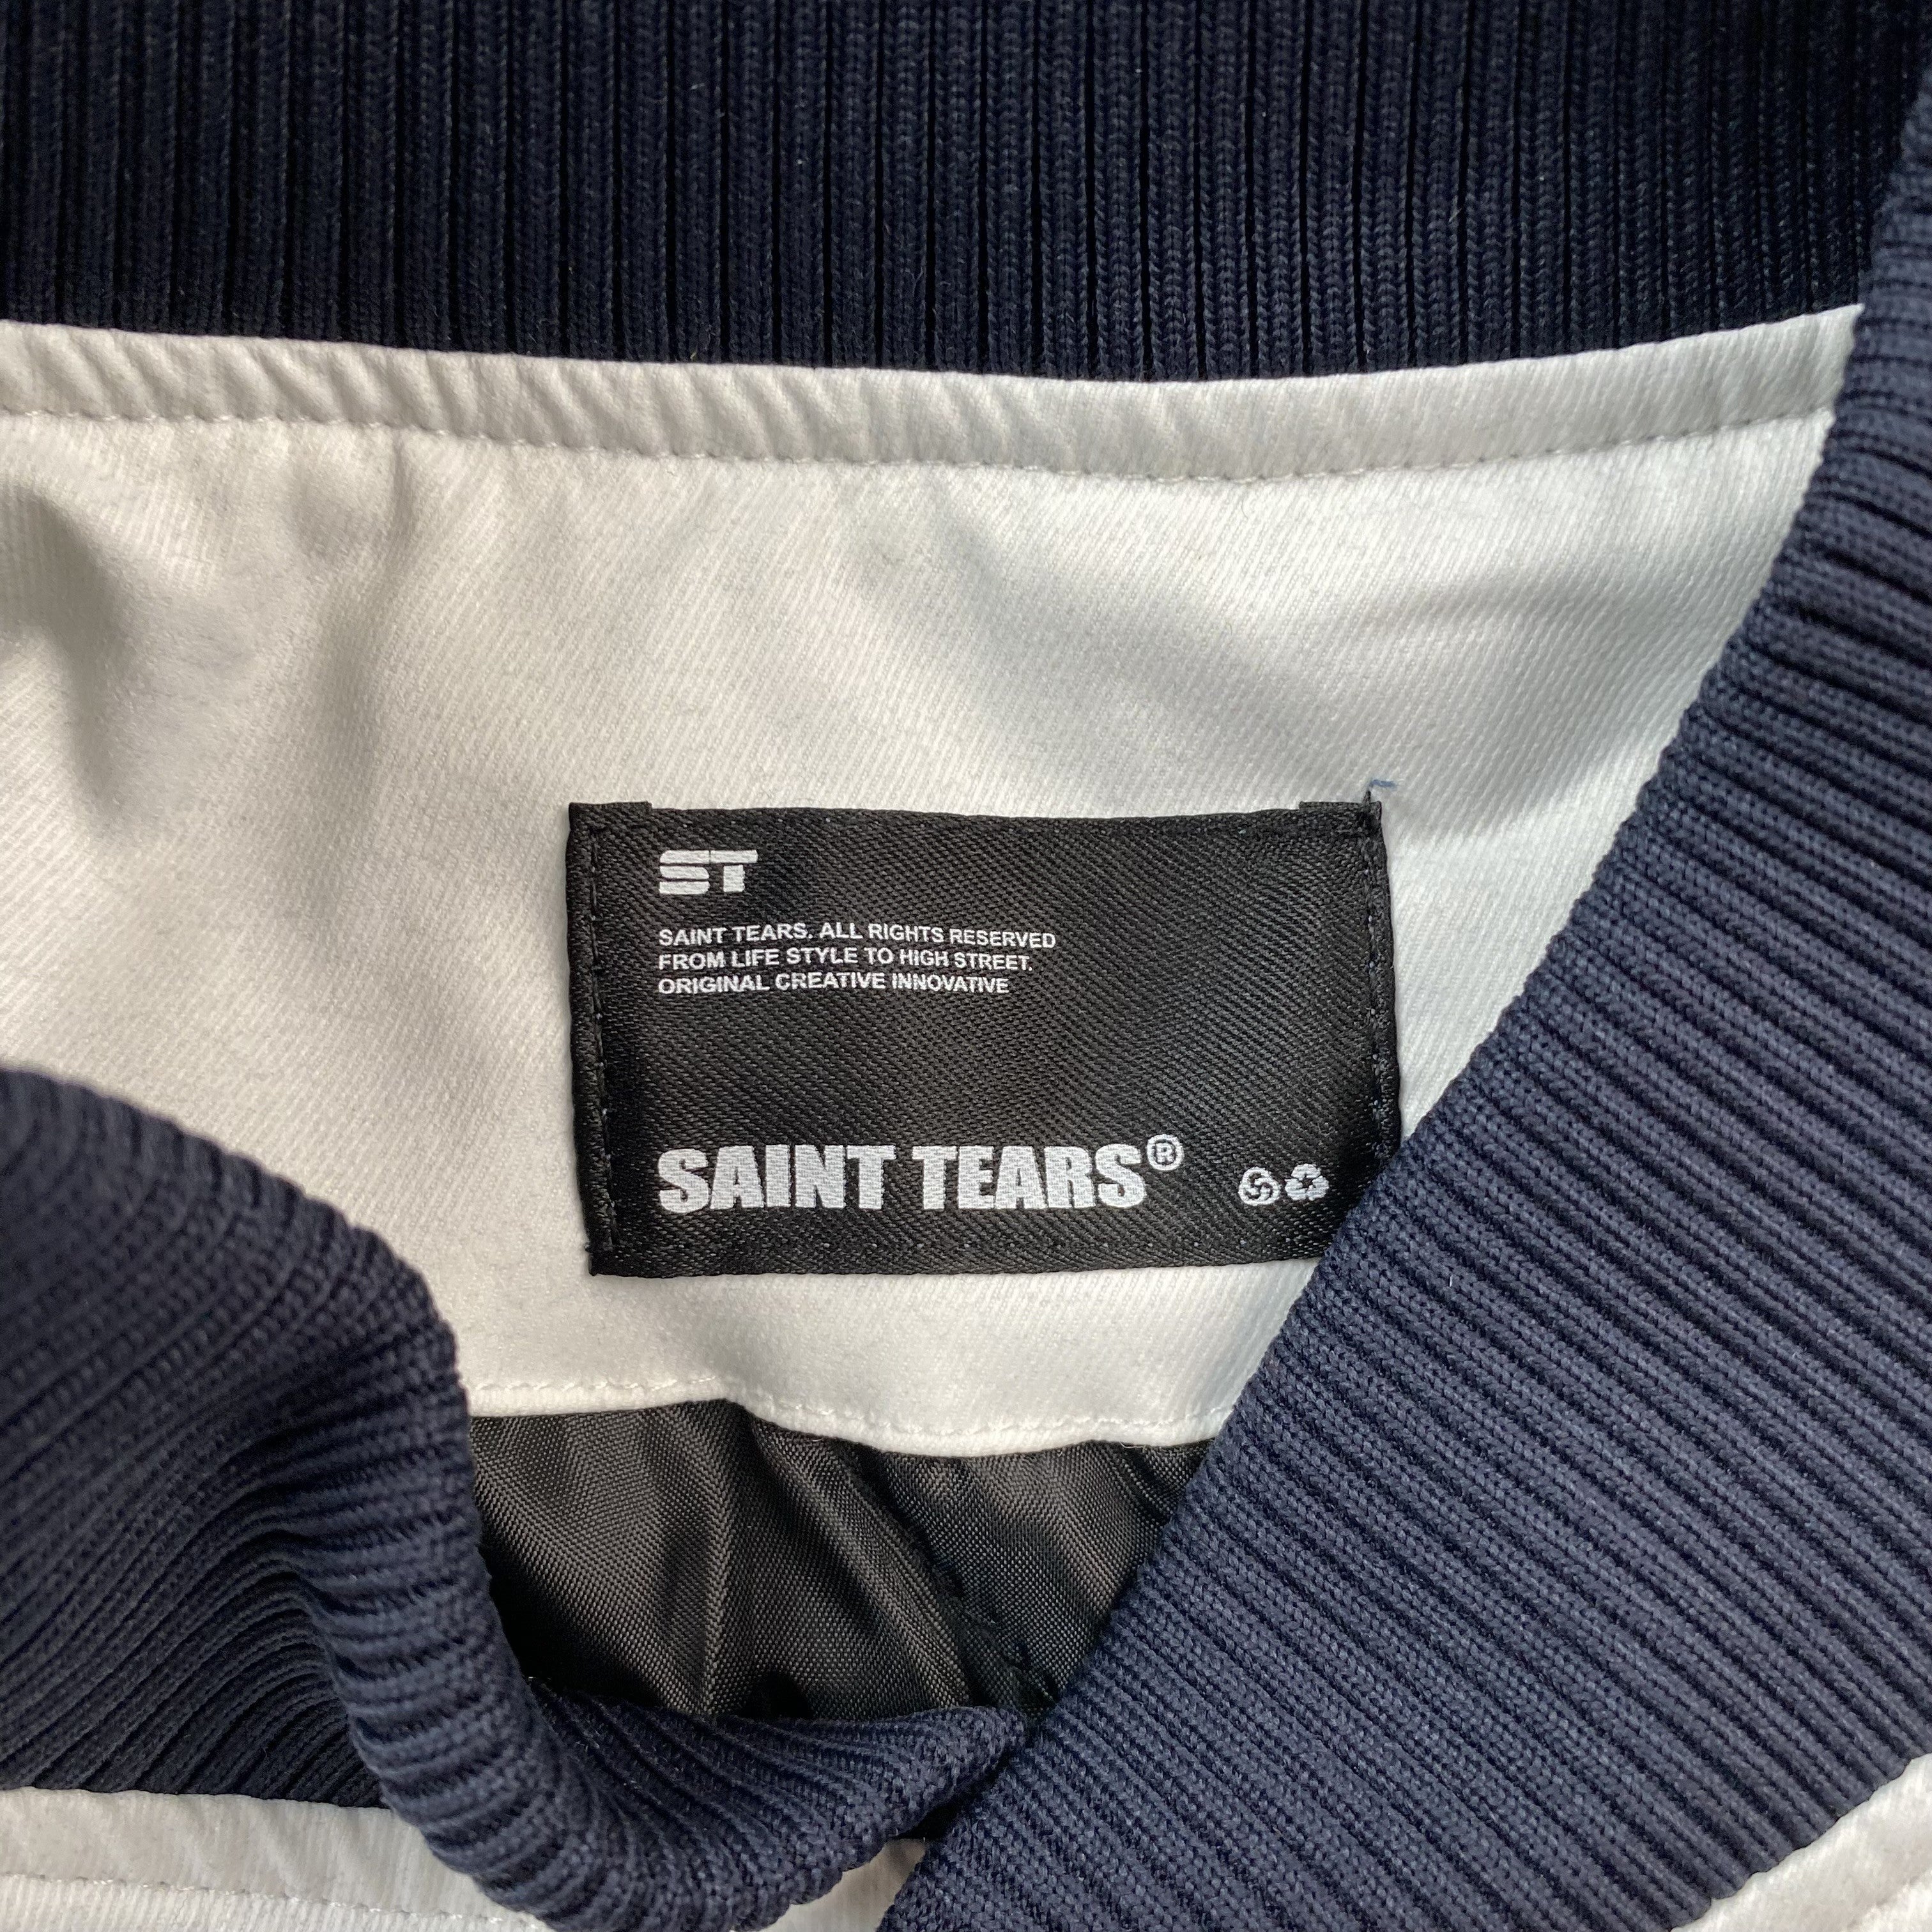 ST
SAINT TEARS. ALL RIGHTS RESERVED
FROM LIFE STYLE TO HIGH STREET.
ORIGINAL CREATIVE INNOVATIVE
SAINT TEARS®